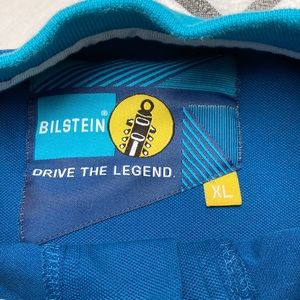 BILSTEIN®
DRIVE THE LEGEND.
XL